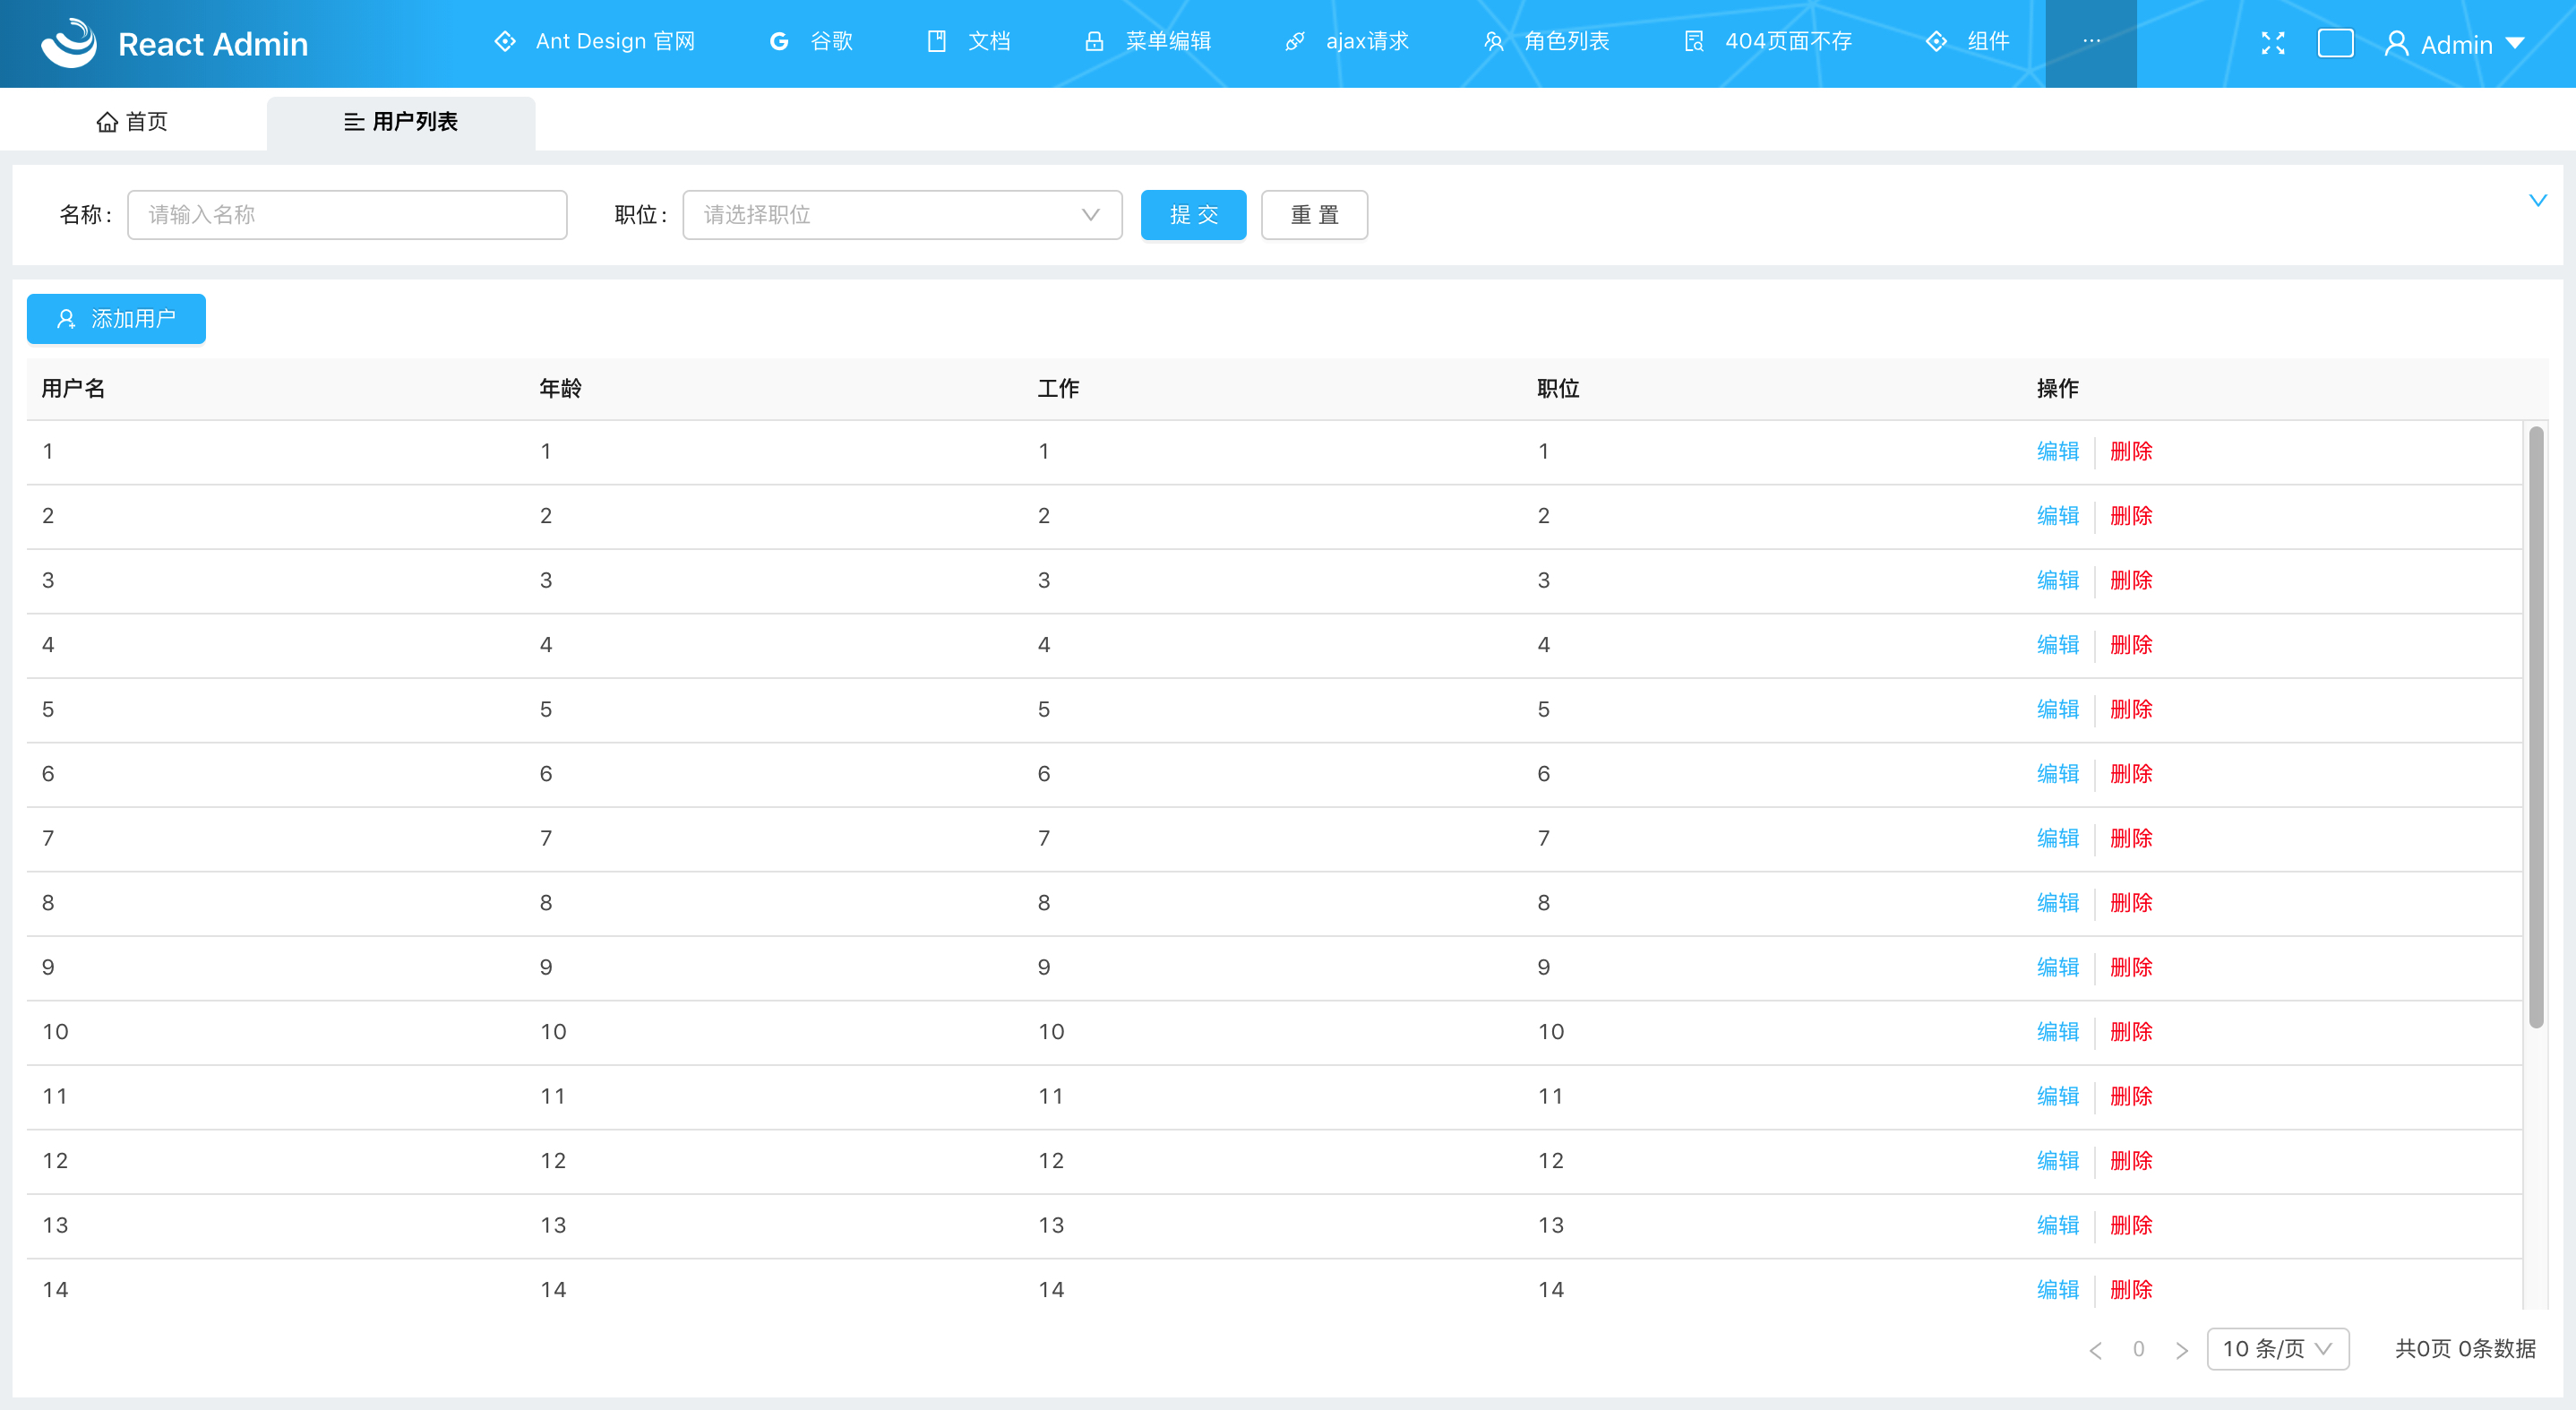 React Admin Ant Design 官网 谷歌 文档 菜单编辑 ajax请求 角色列表 404页面不存 组件 ··· Admin
首页 用户列表
名称: 请输入名称 职位: 请选择职位 提 交 重 置
添加用户
用户名 年龄 工作 职位 操作
1 1 1 1 编辑 删除
2 2 2 2 编辑 删除
3 3 3 3 编辑 删除
4 4 4 4 编辑 删除
5 5 5 5 编辑 删除
6 6 6 6 编辑 删除
7 7 7 7 编辑 删除
8 8 8 8 编辑 删除
9 9 9 9 编辑 删除
10 10 10 10 编辑 删除
11 11 11 11 编辑 删除
12 12 12 12 编辑 删除
13 13 13 13 编辑 删除
14 14 14 14 编辑 删除
< 0 > 10 条/页 共0页 0条数据